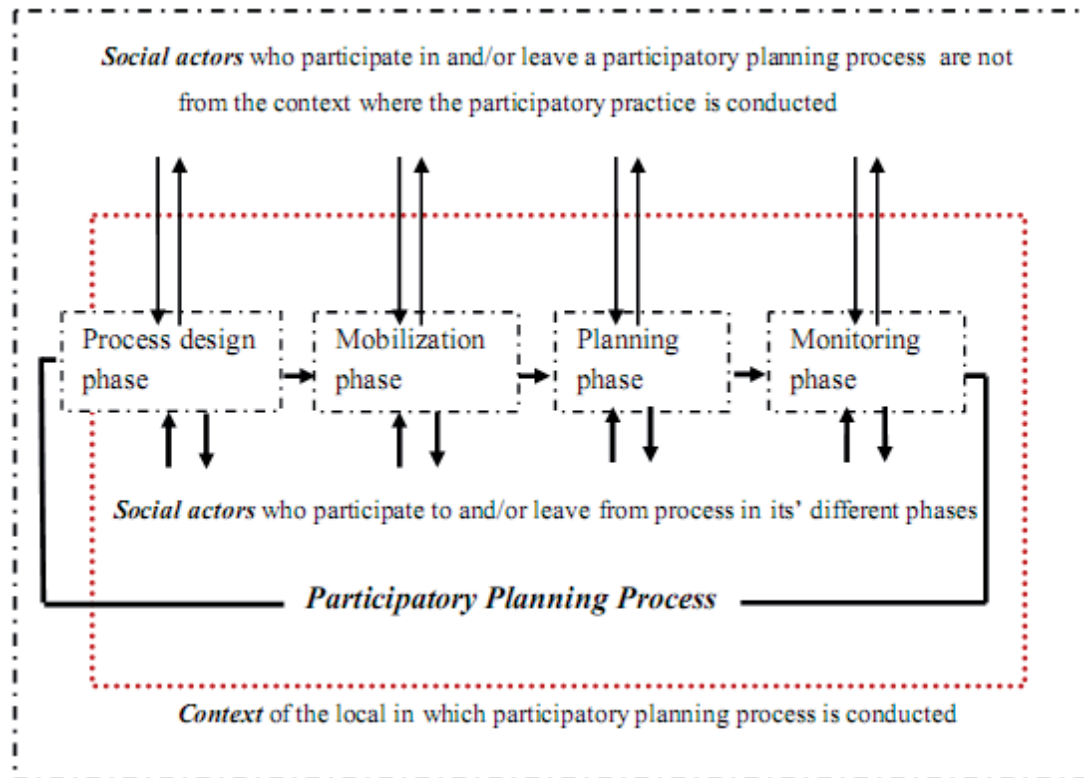 Social actors who participate in and/or leave a participatory planning process are not
from the context where the participatory practice is conducted
Process design
phase
Mobilization
phase
Planning
phase
Monitoring
phase
Social actors who participate to and/or leave from process in its' different phases
Participatory Planning Process
Context of the local in which participatory planning process is conducted